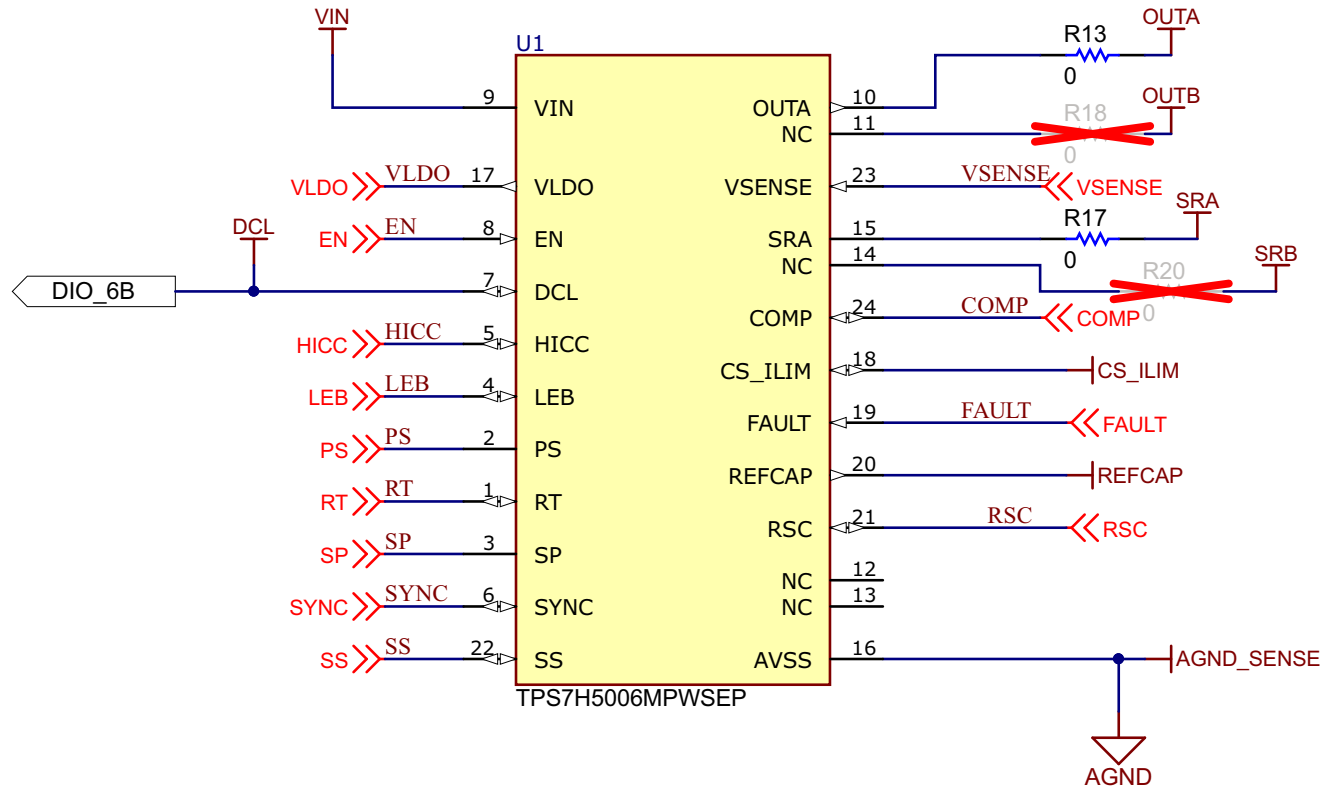 VIN
OUTA
U1
R13
0
9
VIN
OUTA
10
NC
11
R18
0
OUTB
VLDO
VLDO
17
VLDO
VSENSE
23
VSENSE
VSENSE
EN
EN
8
EN
SRA
15
R17
0
SRA
DCL
NC
14
R20
0
SRB
DIO_6B
7
DCL
COMP
24
COMP
COMP
HICC
HICC
5
HICC
CS_ILIM
18
CS_ILIM
LEB
LEB
4
LEB
FAULT
19
FAULT
FAULT
PS
PS
2
PS
REFCAP
20
REFCAP
RT
RT
1
RT
RSC
21
RSC
RSC
SP
SP
3
SP
NC
12
SYNC
SYNC
6
SYNC
NC
13
SS
SS
22
SS
AVSS
16
AGND_SENSE
TPS7H5006MPWSEP
AGND